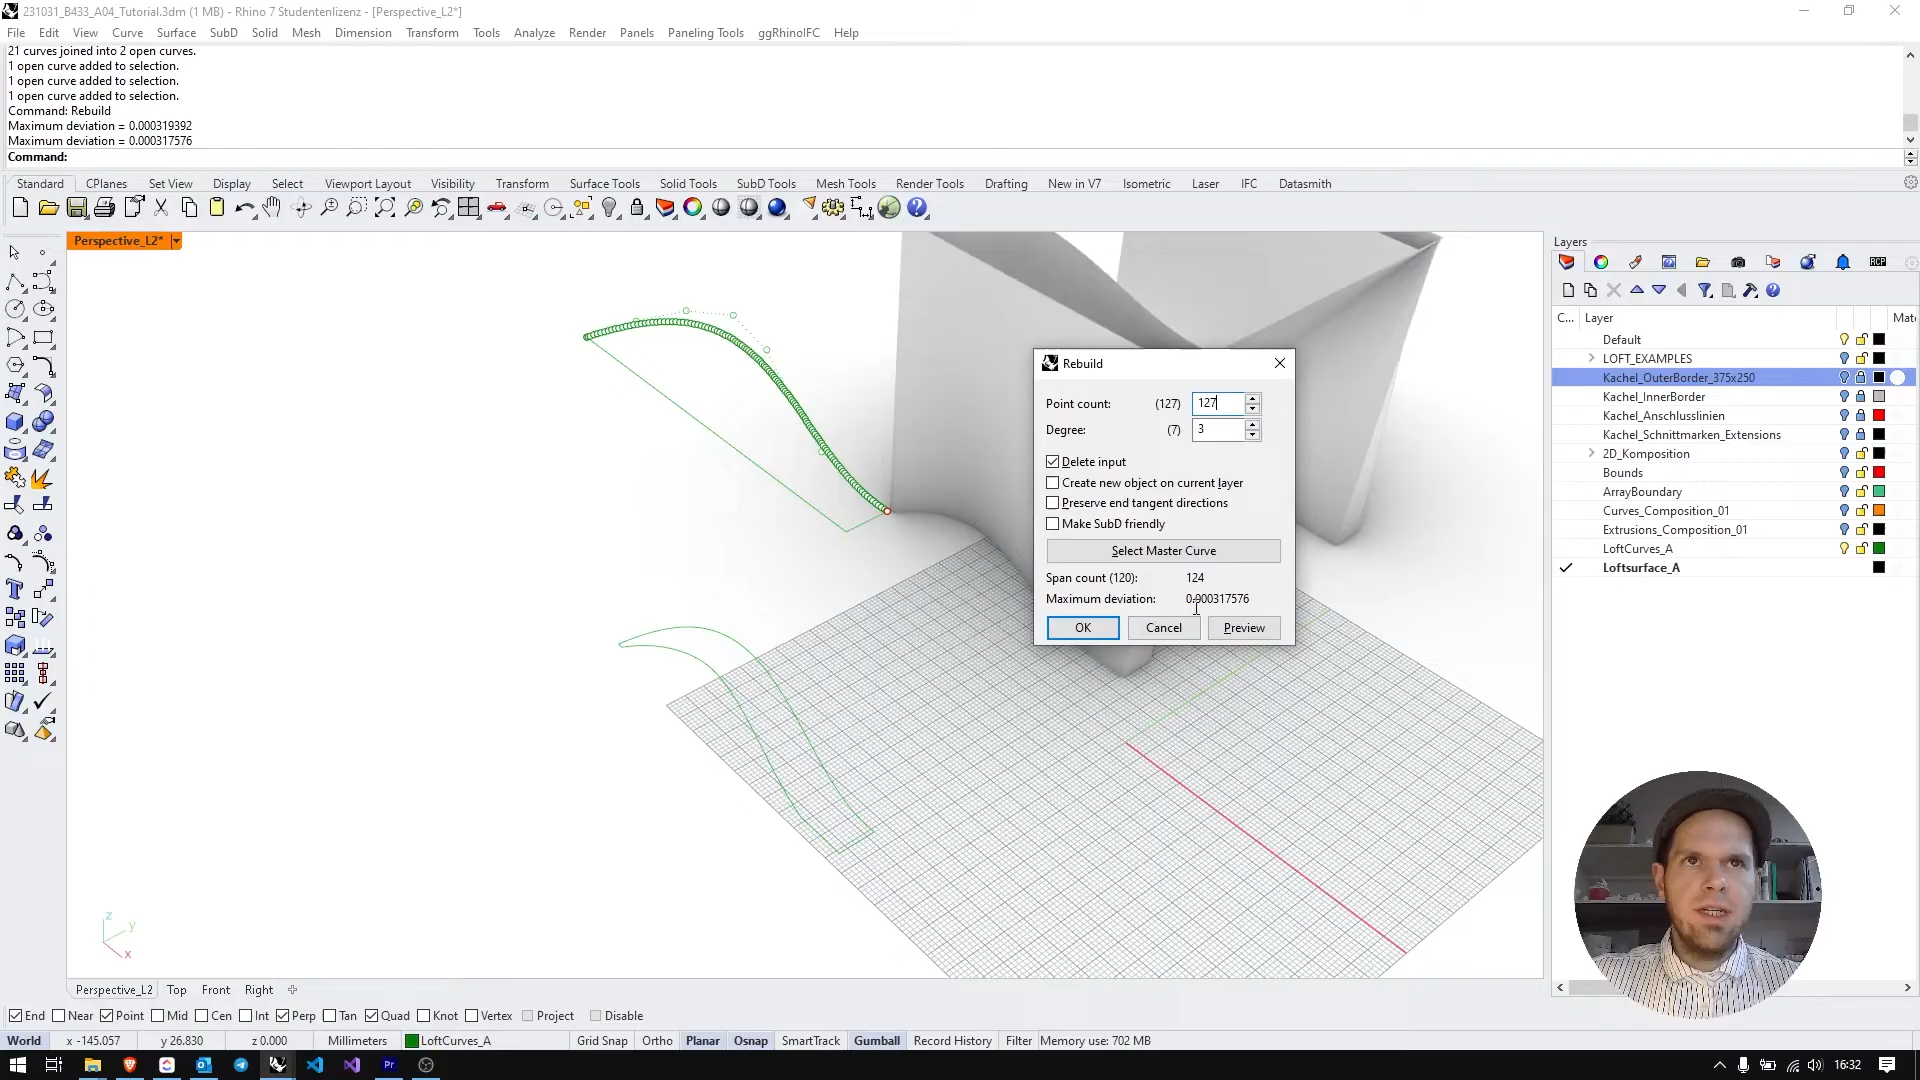 231031_B433_A04_Tutorial.3dm (1 MB) - Rhino 7 Studentenlizenz - [Perspective_L2*]
File Edit View Curve Surface SubD Solid Mesh Dimension Transform Tools Analyze Render Panels Paneling Tools ggRhinoIFC Help
21 curves joined into 2 open curves.
1 open curve added to selection.
1 open curve added to selection.
1 open curve added to selection.
Command: Rebuild
Maximum deviation = 0.000319392
Maximum deviation = 0.000317576
Command:
Standard CPlanes Set View Display Select Viewport Layout Visibility Transform Surface Tools Solid Tools SubD Tools Mesh Tools Render Tools Drafting New in V7 Isometric Laser IFC Datasmith
Perspective_L2*
Rebuild
Point count: (127) 127
Degree: (7) 3
Delete input
Create new object on current layer
Preserve end tangent directions
Make SubD friendly
Select Master Curve
Span count (120): 124
Maximum deviation: 0.000317576
OK Cancel Preview
Layers
RCP
C... Layer Mate
Default
LOFT_EXAMPLES
Kachel_OuterBorder_375x250
Kachel_InnerBorder
Kachel_Anschlusslinien
Kachel_Schnittmarken_Extensions
2D_Komposition
Bounds
ArrayBoundary
Curves_Composition_01
Extrusions_Composition_01
LoftCurves_A
Loftsurface_A
z
y
x
Perspective_L2 Top Front Right
End Near Point Mid Cen Int Perp Tan Quad Knot Vertex Project Disable
World x -145.057 y 26.830 z 0.000 Millimeters LoftCurves_A Grid Snap Ortho Planar Osnap SmartTrack Gumball Record History Filter Memory use: 702 MB
Pr
16:32